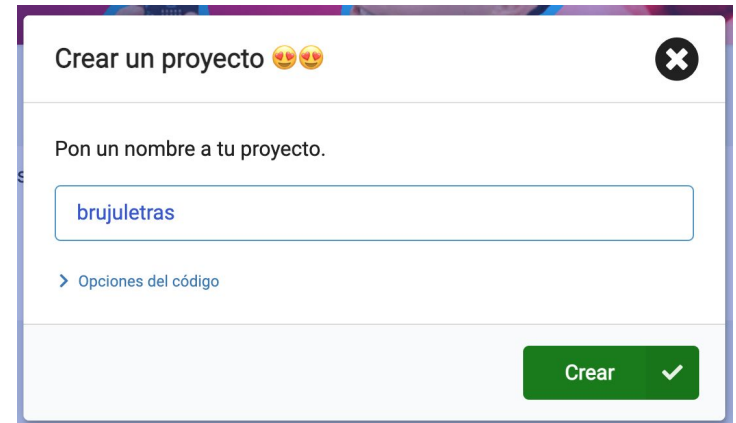 Crear un proyecto 😍😍
Pon un nombre a tu proyecto.
brujuletras
Opciones del código
Crear